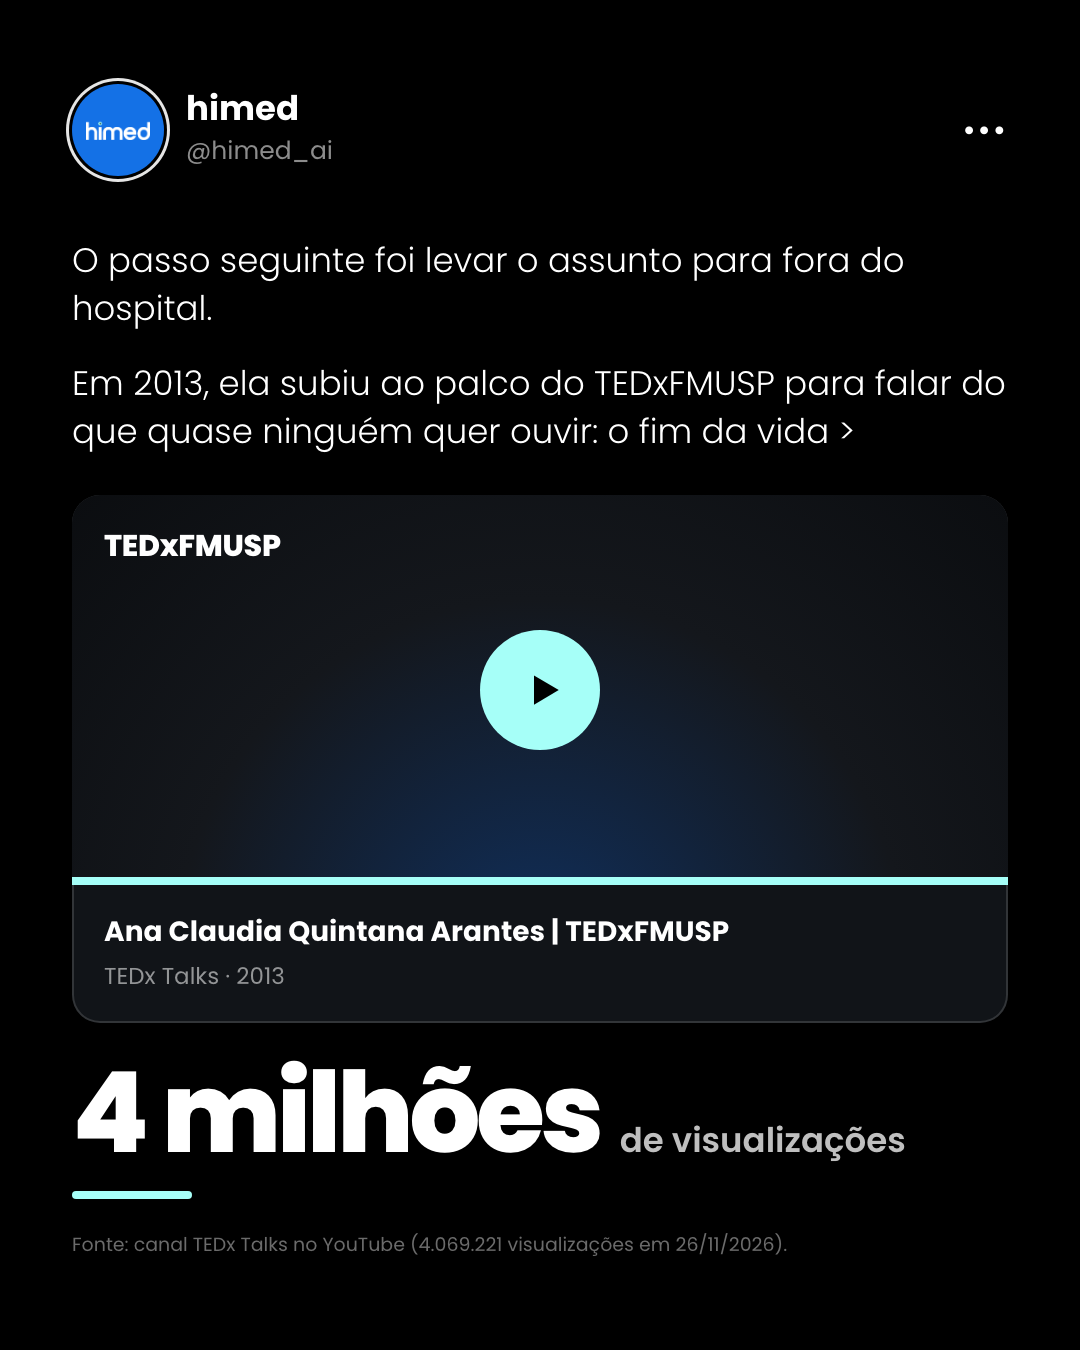 himed
himed
@himed_ai
O passo seguinte foi levar o assunto para fora do
hospital.
Em 2013, ela subiu ao palco do TEDxFMUSP para falar do
que quase ninguém quer ouvir: o fim da vida >
TEDxFMUSP
Ana Claudia Quintana Arantes | TEDxFMUSP
TEDx Talks · 2013
4 milhões de visualizações
Fonte: canal TEDx Talks no YouTube (4.069.221 visualizações em 26/11/2026).